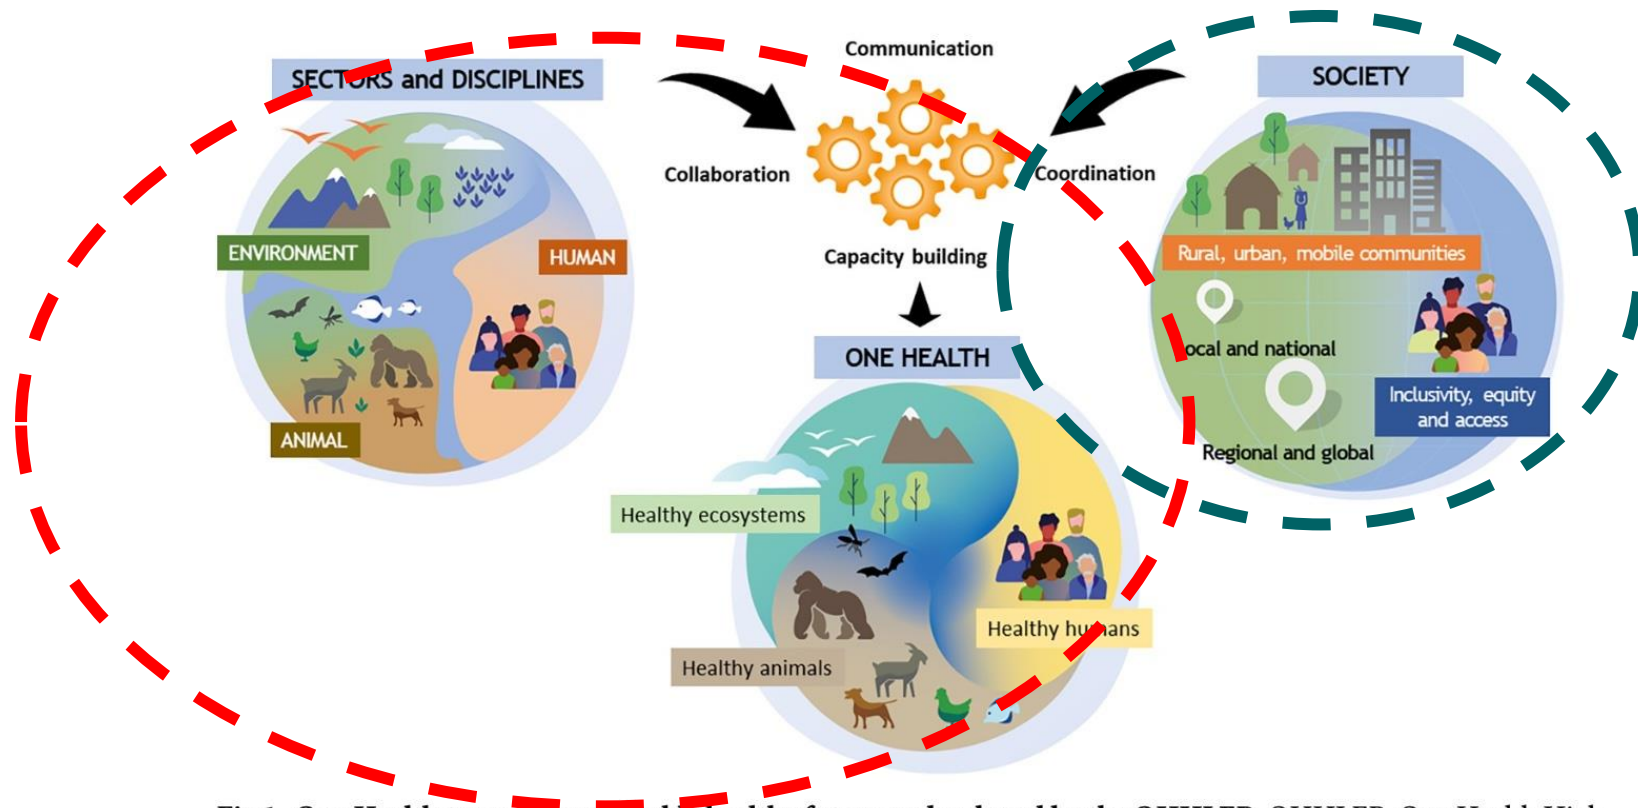 SECTORS and DISCIPLINES
Communication
SOCIETY
Collaboration
Coordination
Capacity building
ENVIRONMENT
HUMAN
ANIMAL
Rural, urban, mobile communities
ocal and national
Regional and global
Inclusivity, equity
and access
ONE HEALTH
Healthy ecosystems
Healthy humans
Healthy animals